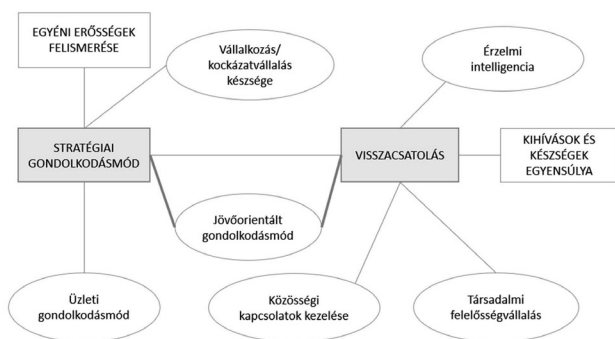 EGYÉNI ERŐSSÉGEK
FELISMERÉSE
Vállalkozás/
kockázatvállalás
készsége
Érzelmi
intelligencia
STRATÉGIAI
GONDOLKODÁSMÓD
VISSZACSATOLÁS
KIHÍVÁSOK ÉS
KÉSZSÉGEK
EGYENSÚLYA
Jövőorientált
gondolkodásmód
Üzleti
gondolkodásmód
Közösségi
kapcsolatok kezelése
Társadalmi
felelősségvállalás